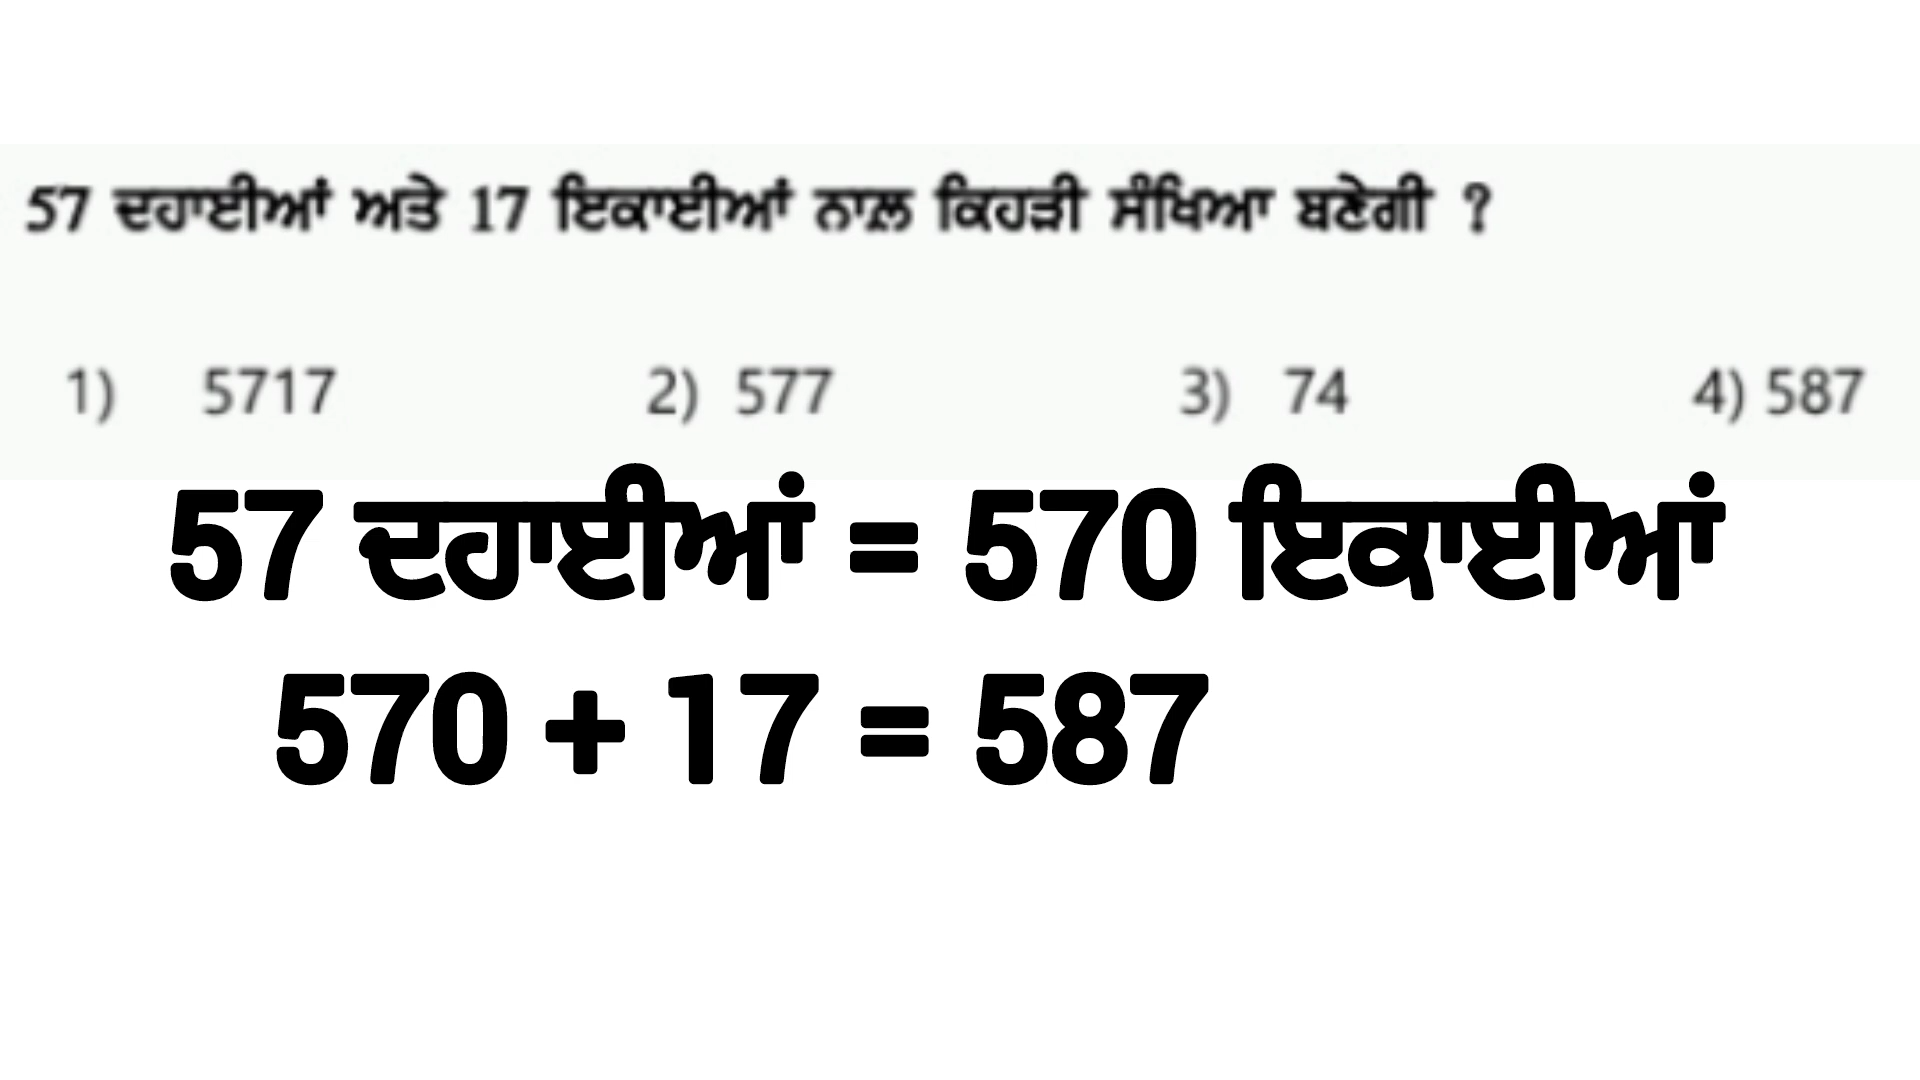 57 ਦਹਾਈਆਂ ਅਤੇ 17 ਇਕਾਈਆਂ ਨਾਲ਼ ਕਿਹੜੀ ਸੰਖਿਆ ਬਣੇਗੀ ?
1) 5717 2) 577 3) 74 4) 587
57 ਦਹਾਈਆਂ = 570 ਇਕਾਈਆਂ
570 + 17 = 587